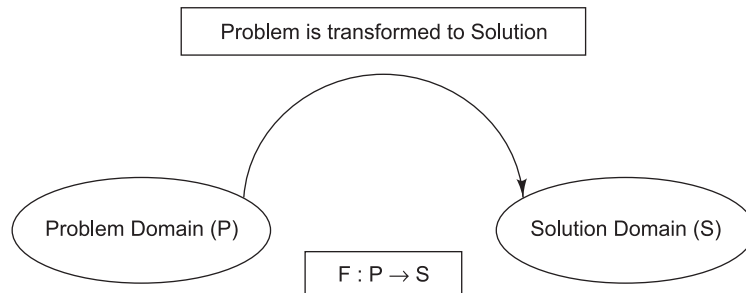 Problem is transformed to Solution
Problem Domain (P)
Solution Domain (S)
F : P → S